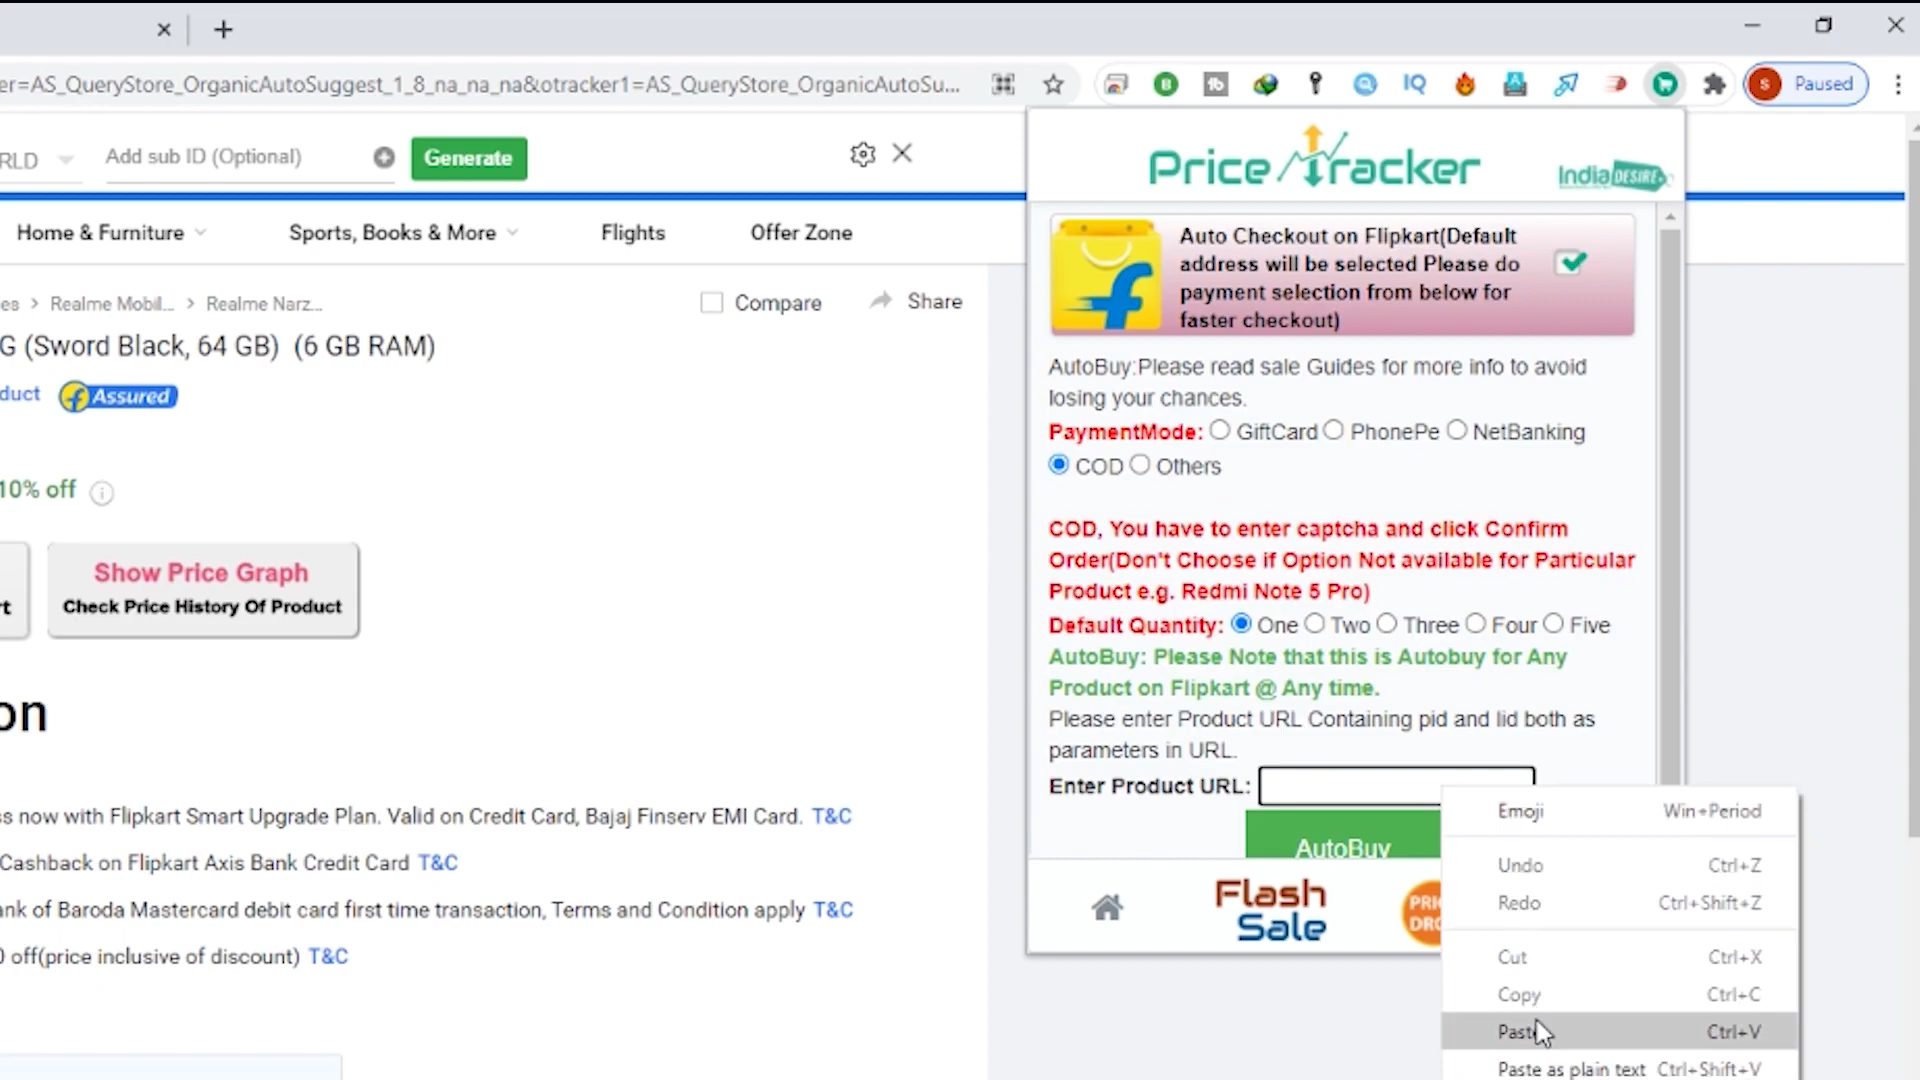 er=AS_QueryStore_OrganicAutoSuggest_1_8_na_na_na&otracker1=AS_QueryStore_OrganicAutoSu...
B
1b
IQ
A
S Paused
RLD Add sub ID (Optional) Generate
Home & Furniture Sports, Books & More Flights Offer Zone
es > Realme Mobil... > Realme Narz...
Compare Share
G (Sword Black, 64 GB) (6 GB RAM)
duct f Assured
10% off i
Show Price Graph
t Check Price History Of Product
on
ss now with Flipkart Smart Upgrade Plan. Valid on Credit Card, Bajaj Finserv EMI Card. T&C
Cashback on Flipkart Axis Bank Credit Card T&C
ank of Baroda Mastercard debit card first time transaction, Terms and Condition apply T&C
0 off(price inclusive of discount) T&C
Price Tracker
India DESIRE
Auto Checkout on Flipkart(Default
address will be selected Please do
payment selection from below for
faster checkout)
AutoBuy:Please read sale Guides for more info to avoid
losing your chances.
PaymentMode: GiftCard PhonePe NetBanking
COD Others
COD, You have to enter captcha and click Confirm
Order(Don't Choose if Option Not available for Particular
Product e.g. Redmi Note 5 Pro)
Default Quantity: One Two Three Four Five
AutoBuy: Please Note that this is Autobuy for Any
Product on Flipkart @ Any time.
Please enter Product URL Containing pid and lid both as
parameters in URL.
Enter Product URL:
AutoBuy
Flash
Sale
PRI
DRO
Emoji Win+Period
Undo Ctrl+Z
Redo Ctrl+Shift+Z
Cut Ctrl+X
Copy Ctrl+C
Paste Ctrl+V
Paste as plain text Ctrl+Shift+V